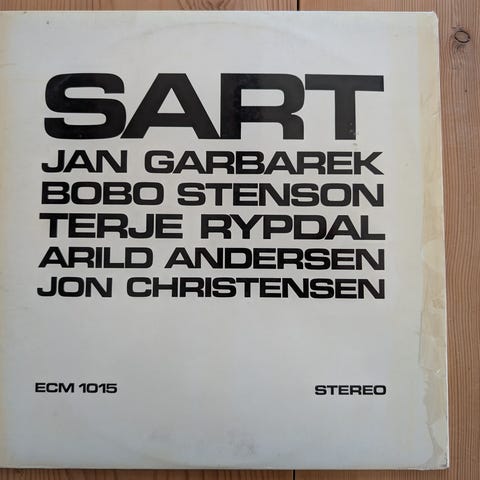 SART
JAN GARBAREK
BOBO STENSON
TERJE RYPDAL
ARILD ANDERSEN
JON CHRISTENSEN
ECM 1015 STEREO